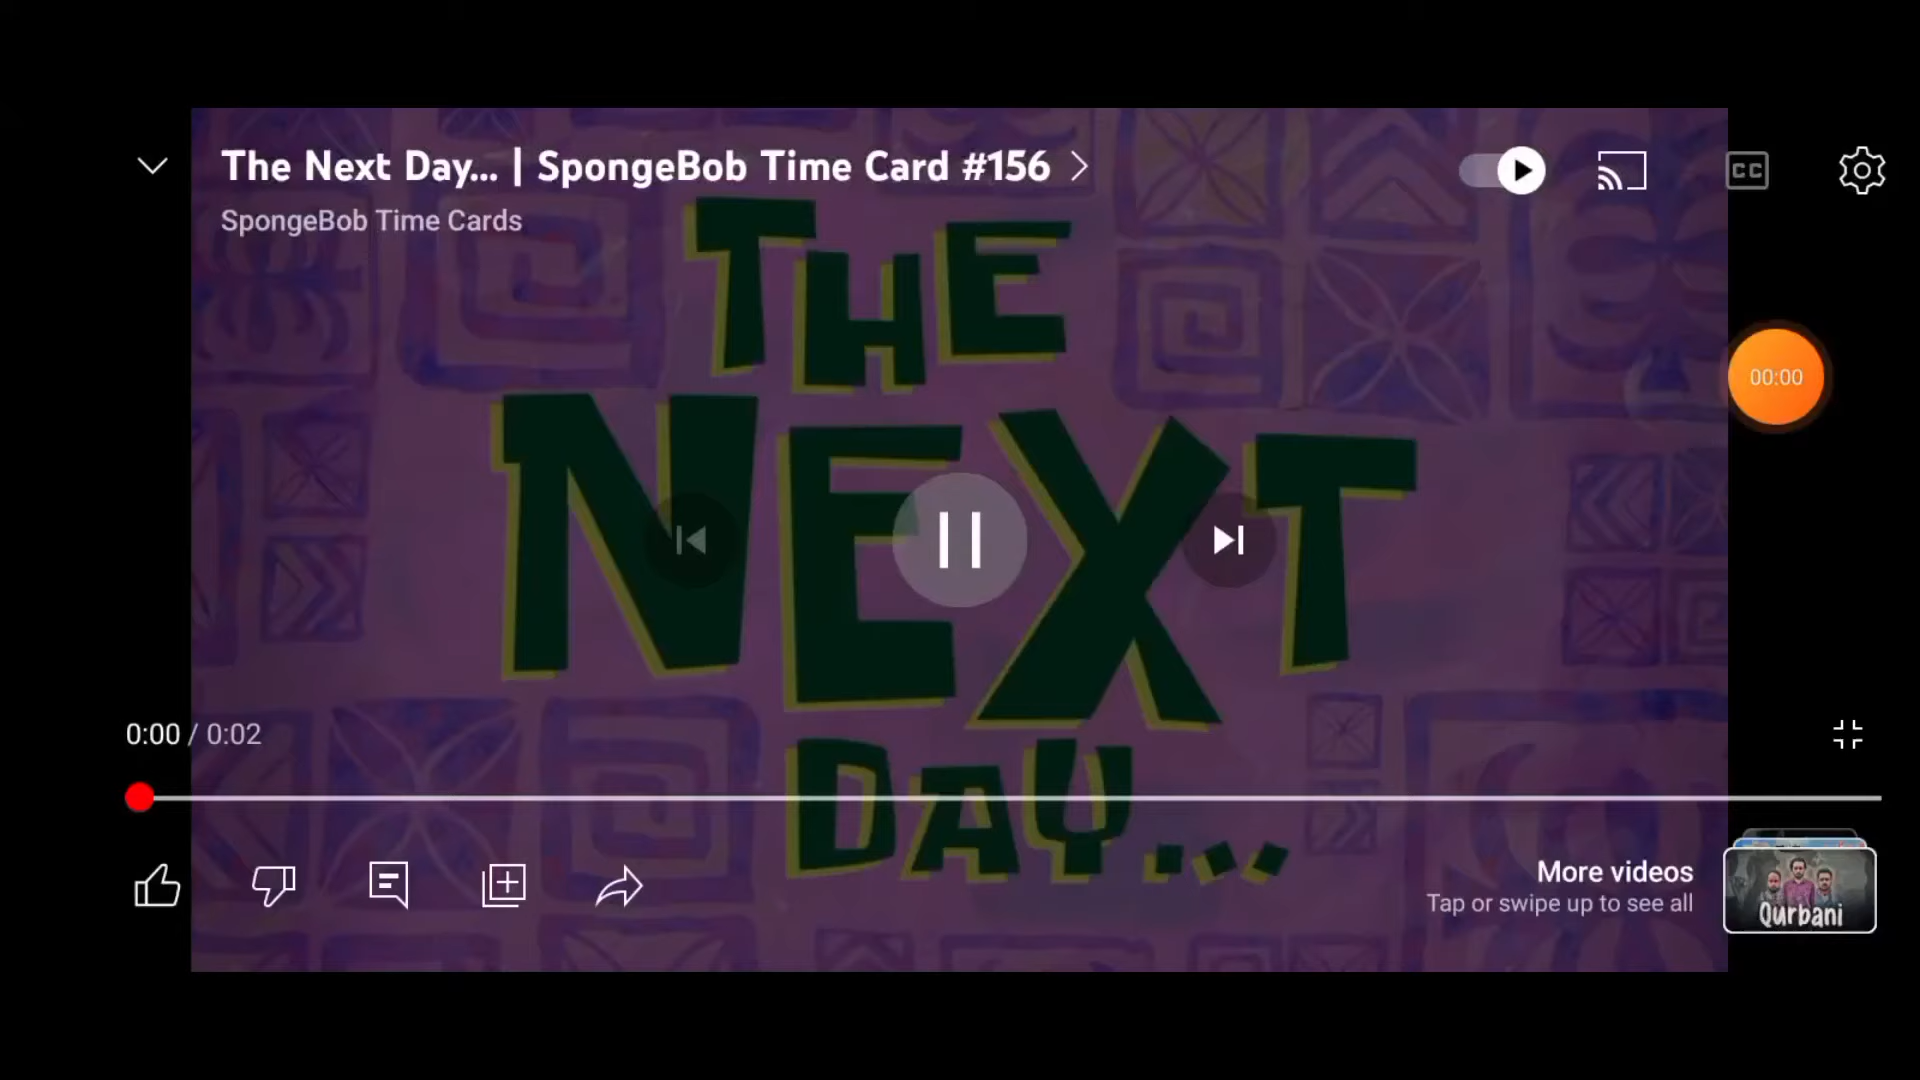 The Next Day... | SpongeBob Time Card #156
SpongeBob Time Cards
CC
THE
NEXT
DAY...
00:00
0:00 / 0:02
More videos
Tap or swipe up to see all
Qurbani